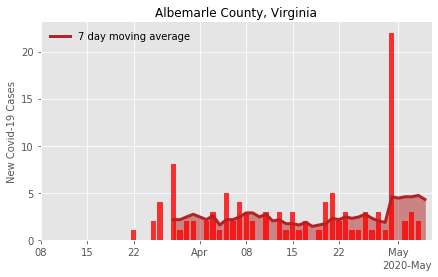 Albemarle County, Virginia
7 day moving average
New Covid-19 Cases
20
15
10
5
0
08 15 22 Apr 08 15 22 May
2020-May